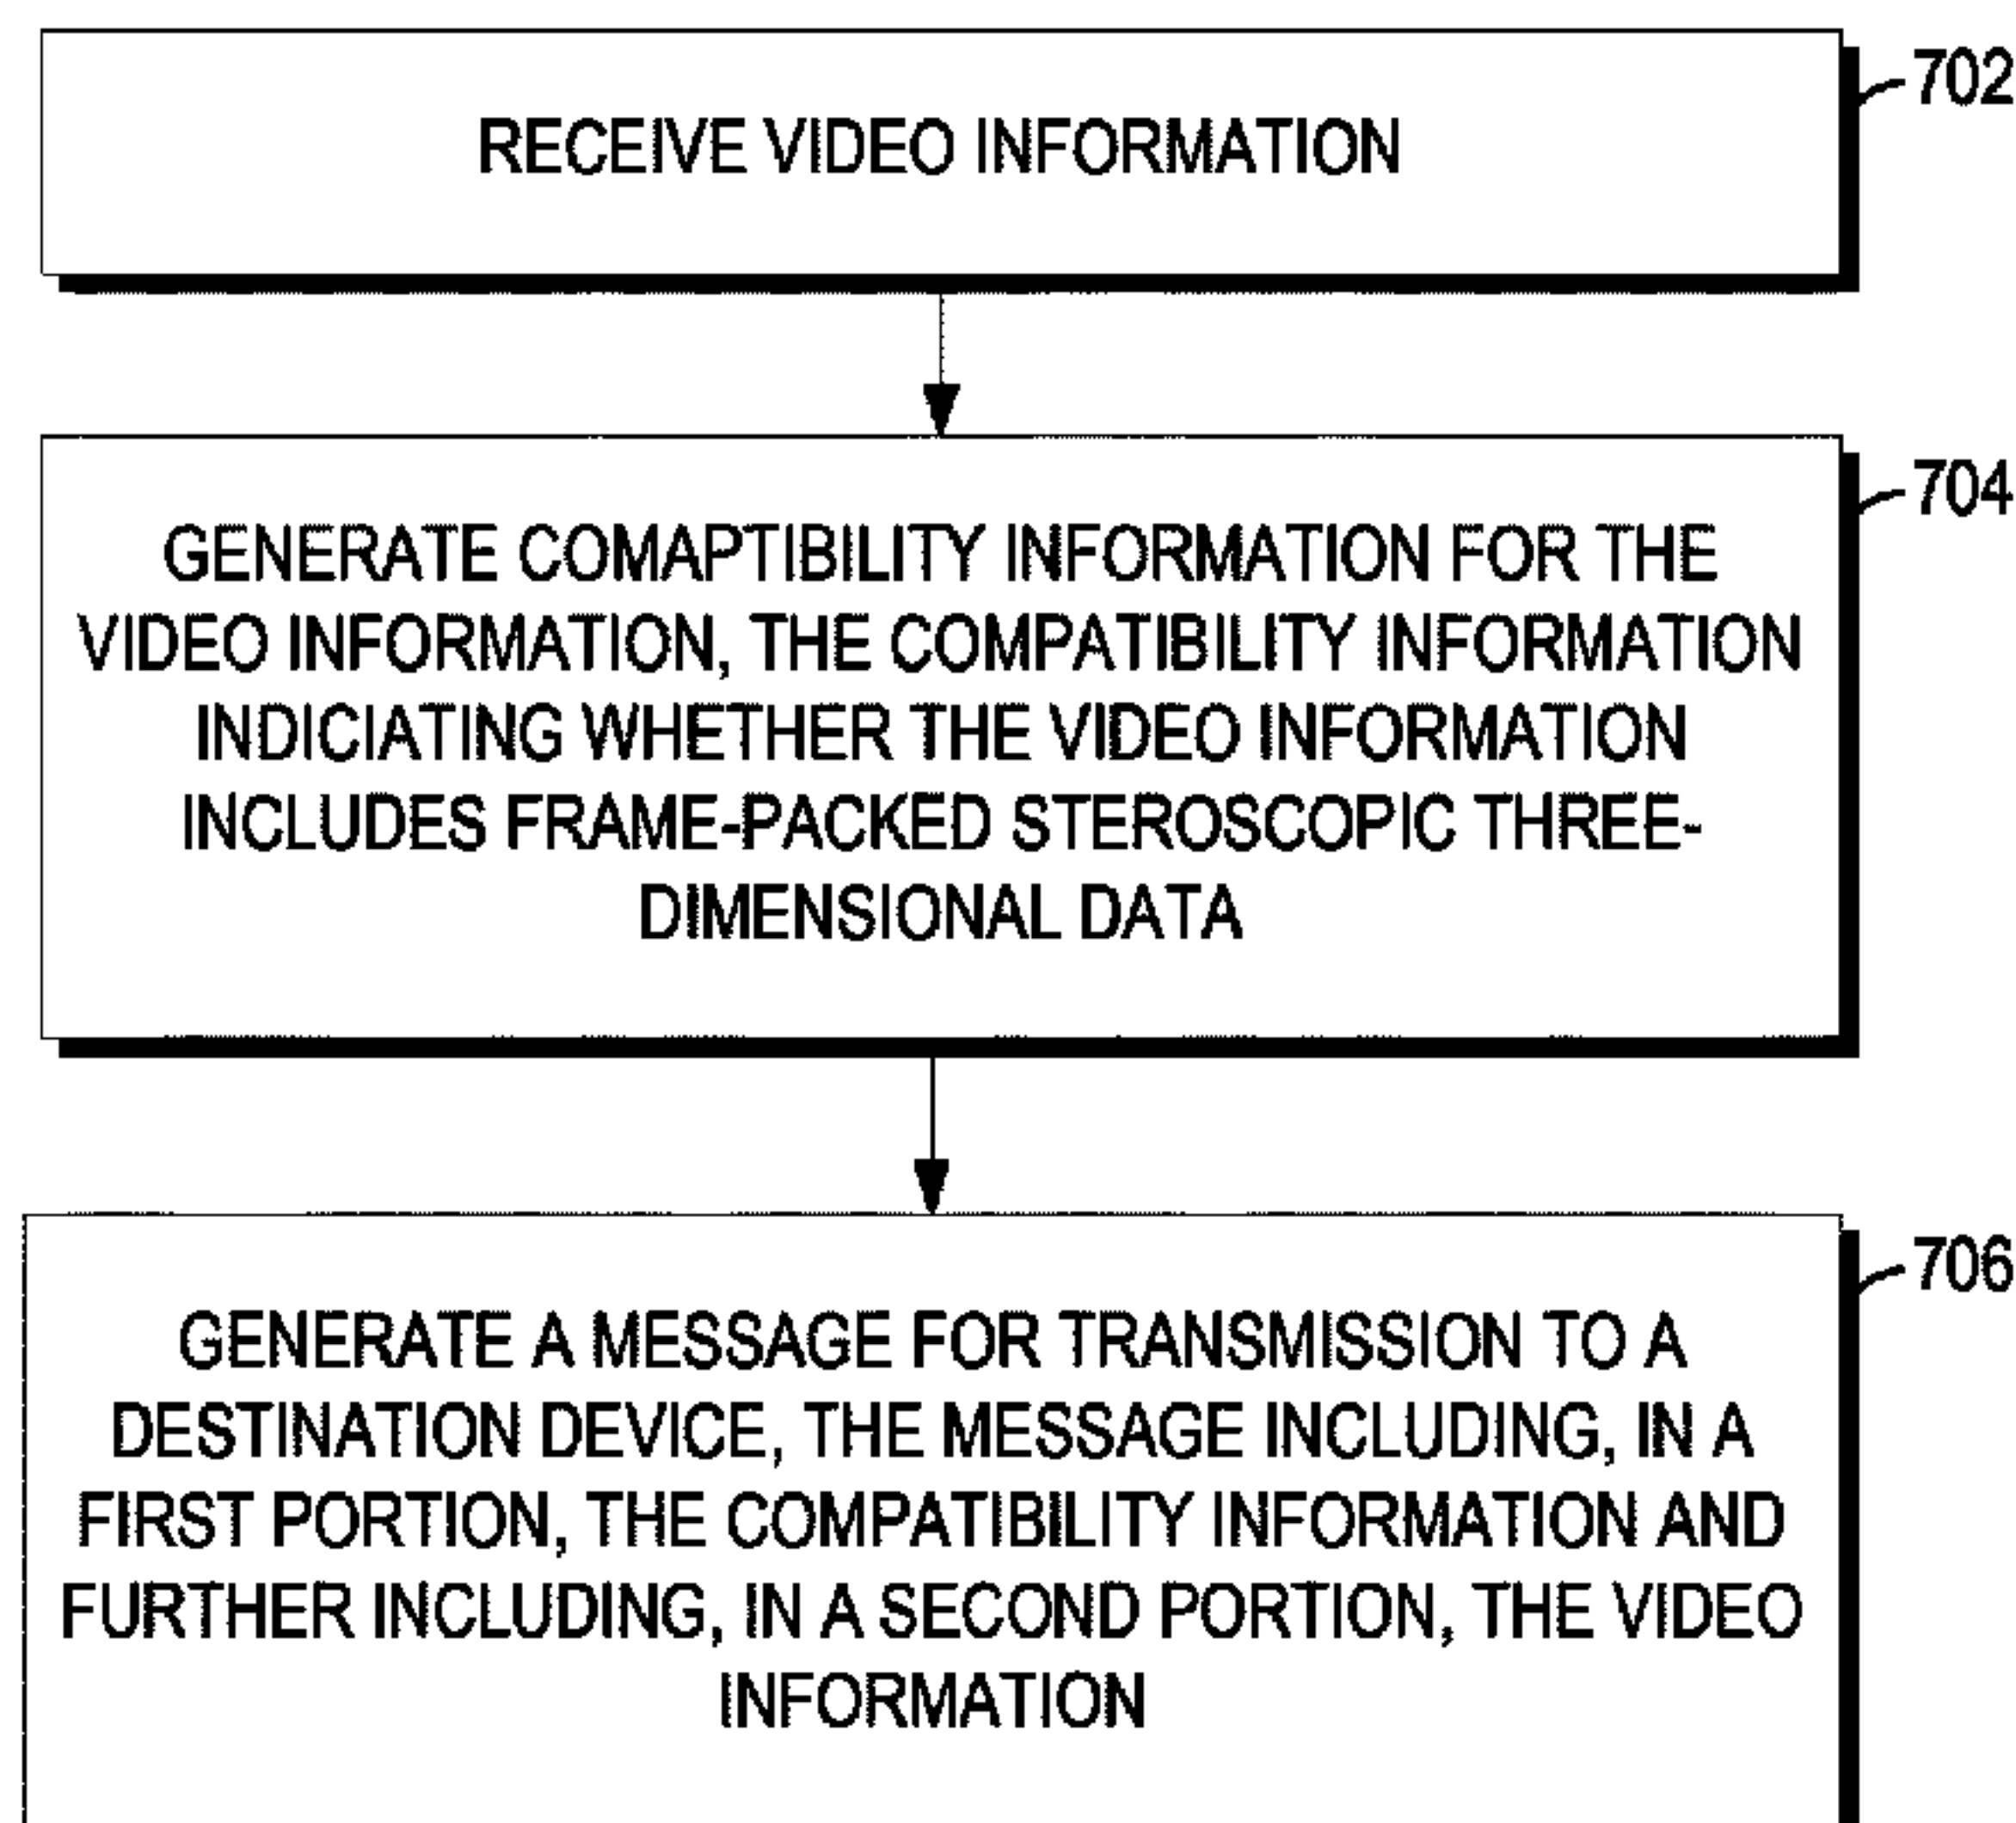 RECEIVE VIDEO INFORMATION
702
GENERATE COMAPTIBILITY INFORMATION FOR THE
VIDEO INFORMATION, THE COMPATIBILITY INFORMATION
INDICIATING WHETHER THE VIDEO INFORMATION
INCLUDES FRAME-PACKED STEROSCOPIC THREE-
DIMENSIONAL DATA
704
GENERATE A MESSAGE FOR TRANSMISSION TO A
DESTINATION DEVICE, THE MESSAGE INCLUDING, IN A
FIRST PORTION, THE COMPATIBILITY INFORMATION AND
FURTHER INCLUDING, IN A SECOND PORTION, THE VIDEO
INFORMATION
706